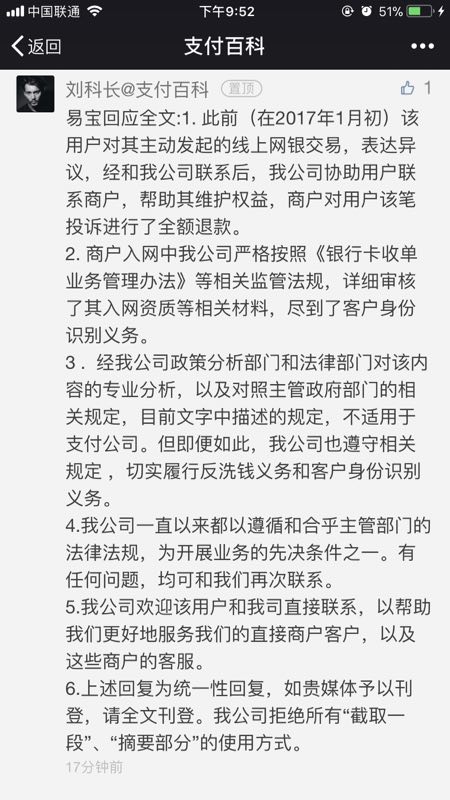 中国联通 下午9:52 51%
返回 支付百科
刘科长@支付百科 置顶 1
易宝回应全文:1. 此前（在2017年1月初）该
用户对其主动发起的线上网银交易，表达异
议，经和我公司联系后，我公司协助用户联
系商户，帮助其维护权益，商户对用户该笔
投诉进行了全额退款。
2. 商户入网中我公司严格按照《银行卡收单
业务管理办法》等相关监管法规，详细审核
了其入网资质等相关材料，尽到了客户身份
识别义务。
3． 经我公司政策分析部门和法律部门对该内
容的专业分析，以及对照主管政府部门的相
关规定，目前文字中描述的规定，不适用于
支付公司。但即便如此，我公司也遵守相关
规定 ，切实履行反洗钱义务和客户身份识别
义务。
4.我公司一直以来都以遵循和合乎主管部门的
法律法规，为开展业务的先决条件之一。有
任何问题，均可和我们再次联系。
5.我公司欢迎该用户和我司直接联系，以帮助
我们更好地服务我们的直接商户客户，以及
这些商户的客服。
6.上述回复为统一性回复，如贵媒体予以刊
登，请全文刊登。我公司拒绝所有“截取一
段”、“摘要部分”的使用方式。
17分钟前